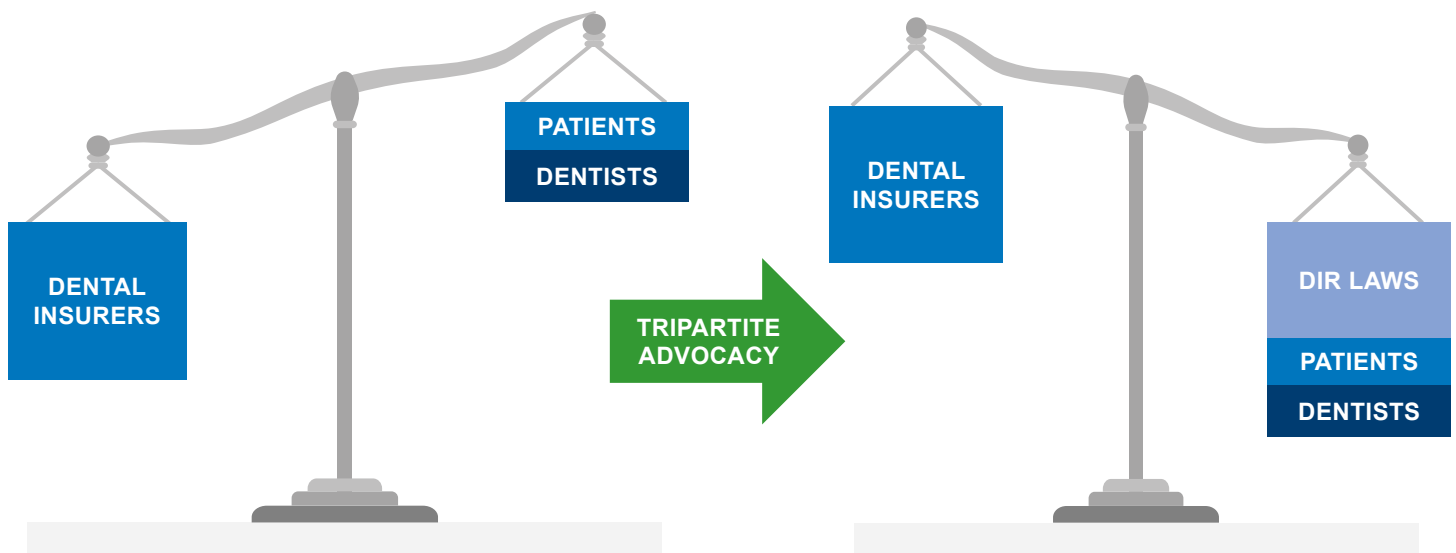 PATIENTS
DENTISTS
DENTAL
INSURERS
TRIPARTITE
ADVOCACY
DENTAL
INSURERS
DIR LAWS
PATIENTS
DENTISTS